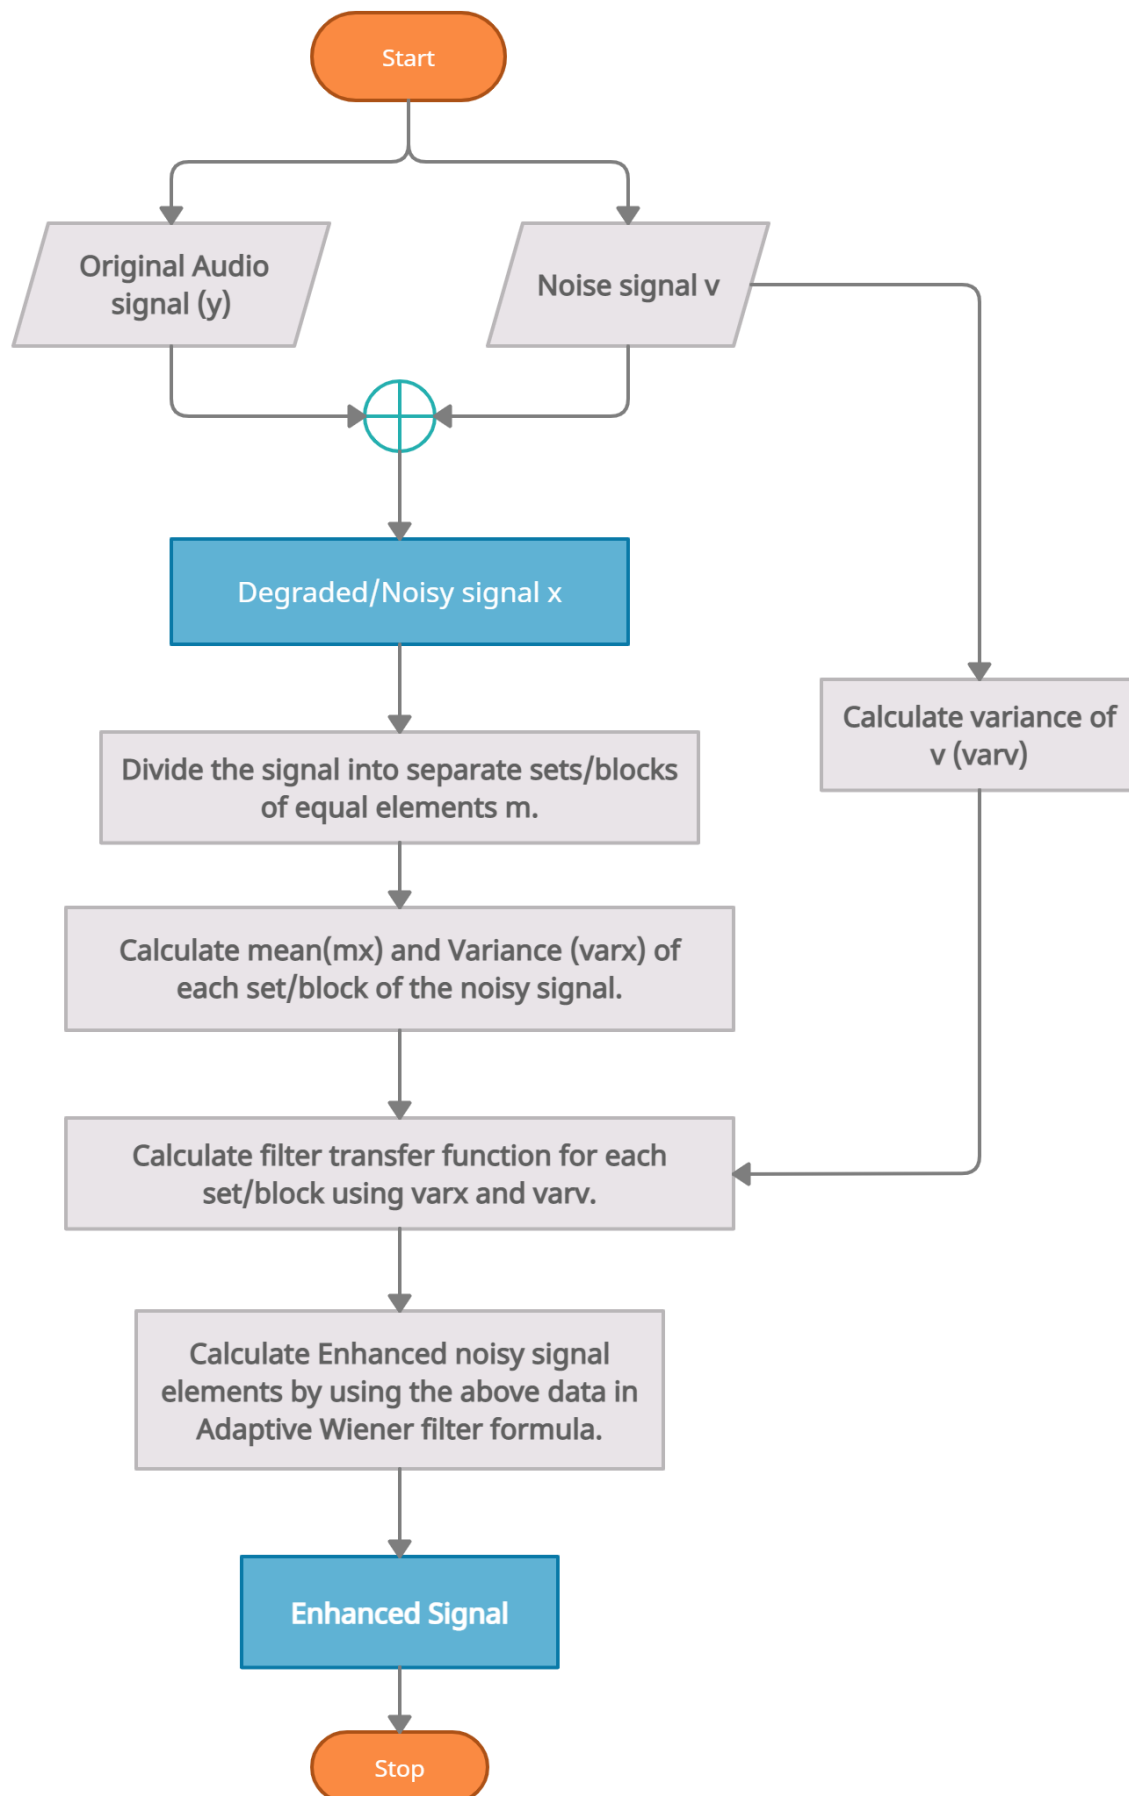 Start
Original Audio
signal (y)
Noise signal v
Degraded/Noisy signal x
Calculate variance of
v (varv)
Divide the signal into separate sets/blocks
of equal elements m.
Calculate mean(mx) and Variance (varx) of
each set/block of the noisy signal.
Calculate filter transfer function for each
set/block using varx and varv.
Calculate Enhanced noisy signal
elements by using the above data in
Adaptive Wiener filter formula.
Enhanced Signal
Stop